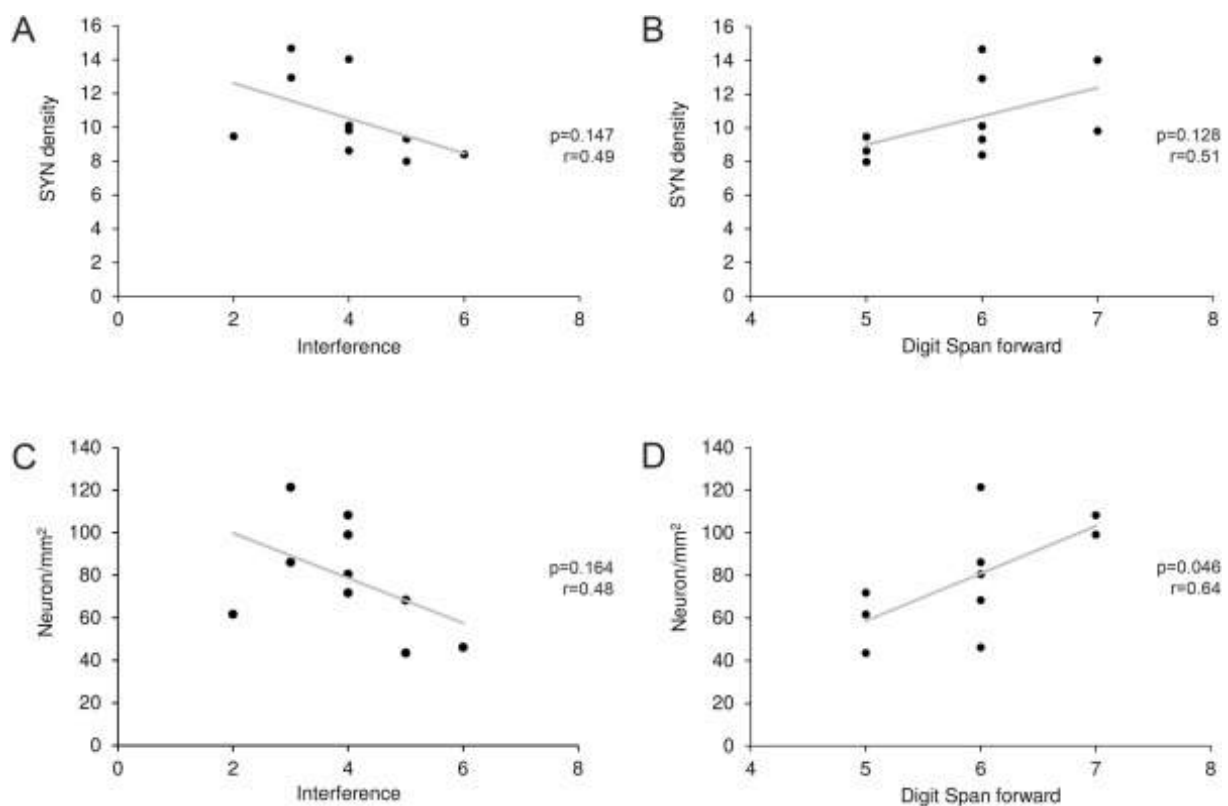 A
16
14
12
10
8
6
4
2
0
SYN density
0 2 4 6 8
Interference
p=0.147
r=0.49
B
16
14
12
10
8
6
4
2
0
SYN density
4 5 6 7 8
Digit Span forward
p=0.128
r=0.51
C
140
120
100
80
60
40
20
0
Neuron/mm²
0 2 4 6 8
Interference
p=0.164
r=0.48
D
140
120
100
80
60
40
20
0
Neuron/mm²
4 5 6 7 8
Digit Span forward
p=0.046
r=0.64